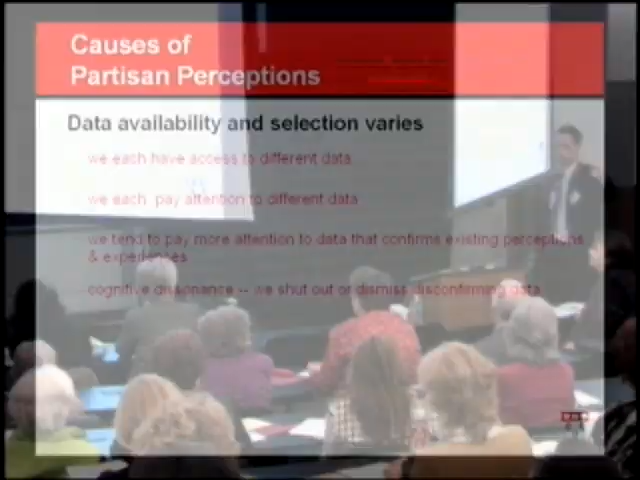 Causes of
Partisan Perceptions
Data availability and selection varies
we each have access to different data
we each pay attention to different data
we tend to pay more attention to data that confirms existing perceptions
& experiences
cognitive dissonance -- we shut out or dismiss disconfirming data